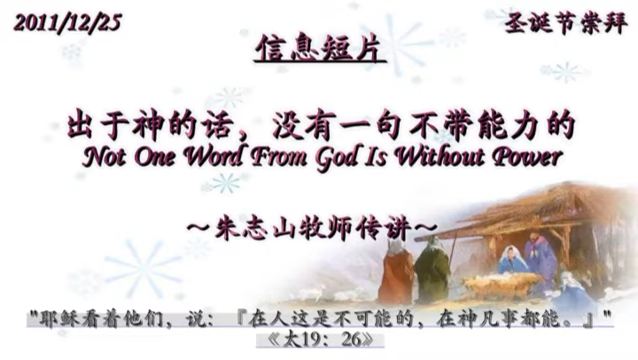 2011/12/25
圣诞节崇拜
信息短片
出于神的话，没有一句不带能力的
Not One Word From God Is Without Power
～朱志山牧师传讲～
"耶稣看着他们，说：『在人这是不可能的，在神凡事都能。』"
《太19：26》